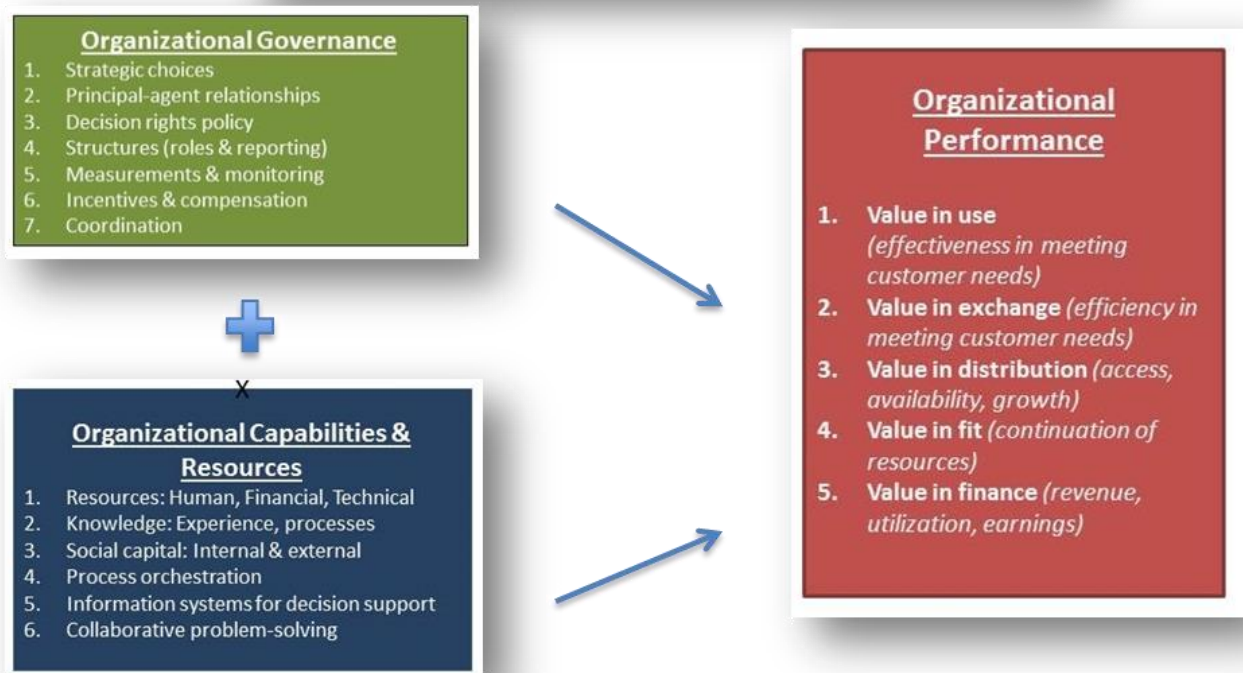 Organizational Governance
1. Strategic choices
2. Principal-agent relationships
3. Decision rights policy
4. Structures (roles & reporting)
5. Measurements & monitoring
6. Incentives & compensation
7. Coordination
X
Organizational Capabilities &
Resources
1. Resources: Human, Financial, Technical
2. Knowledge: Experience, processes
3. Social capital: Internal & external
4. Process orchestration
5. Information systems for decision support
6. Collaborative problem-solving
Organizational
Performance
1. Value in use
(effectiveness in meeting
customer needs)
2. Value in exchange (efficiency in
meeting customer needs)
3. Value in distribution (access,
availability, growth)
4. Value in fit (continuation of
resources)
5. Value in finance (revenue,
utilization, earnings)